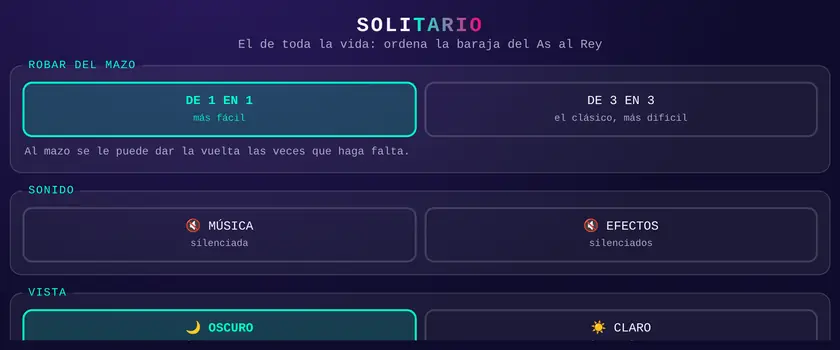 SOLITARIO
El de toda la vida: ordena la baraja del As al Rey
ROBAR DEL MAZO
DE 1 EN 1
más fácil
DE 3 EN 3
el clásico, más difícil
Al mazo se le puede dar la vuelta las veces que haga falta.
SONIDO
MÚSICA
silenciada
EFECTOS
silenciados
VISTA
OSCURO
CLARO